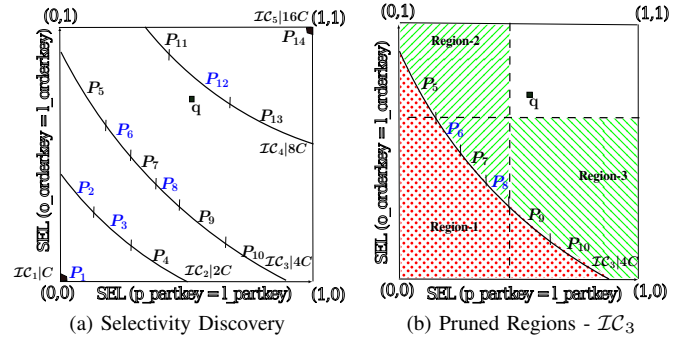 (0,1)
IC₅|16C
(1,1)
P₁₄
P₁₁
P₁₂
q
P₁₃
IC₄|8C
P₅
P₆
P₇
P₈
P₉
P₁₀
IC₃|4C
P₂
P₃
P₄
IC₂|2C
IC₁|C
P₁
SEL (o_orderkey = l_orderkey)
(0,0)
SEL (p_partkey = l_partkey)
(1,0)
(a) Selectivity Discovery
(0,1)
(1,1)
Region-2
q
P₅
P₆
P₇
P₈
Region-3
Region-1
P₉
P₁₀
IC₃|4C
SEL (o_orderkey = l_orderkey)
(0,0)
SEL (p_partkey = l_partkey)
(1,0)
(b) Pruned Regions - IC₃